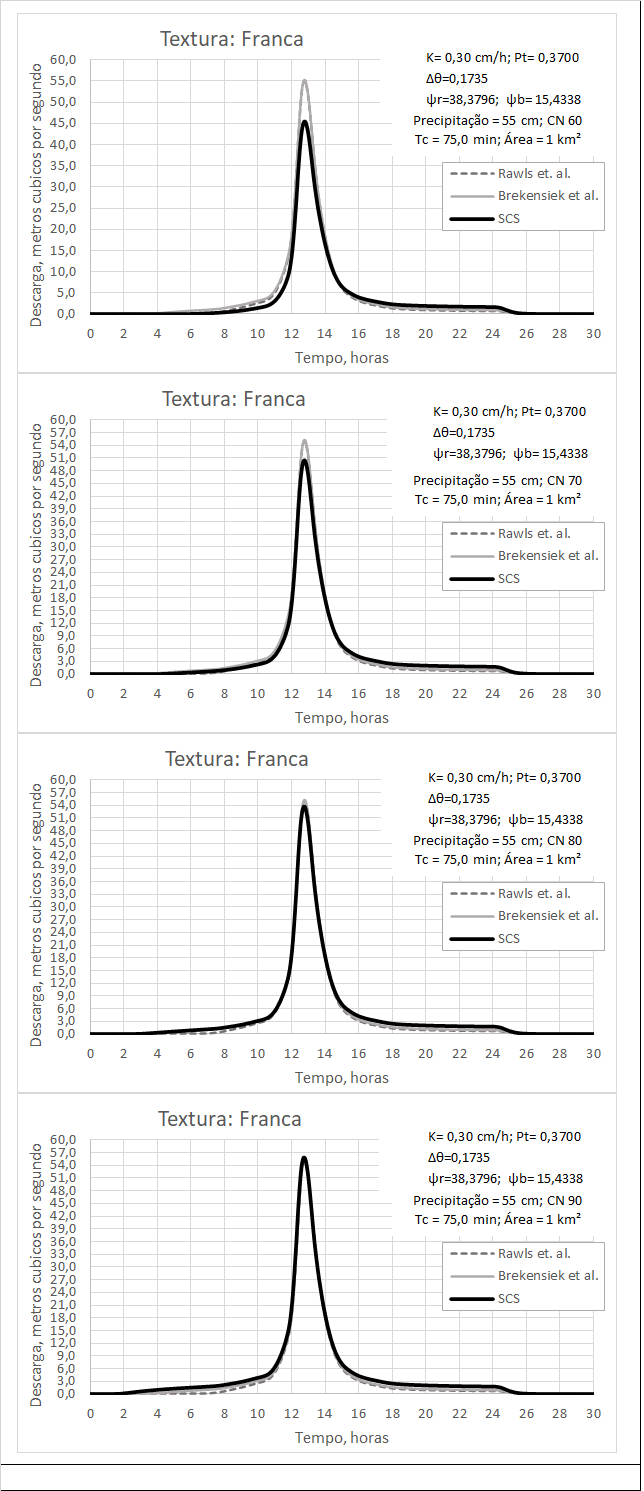 Textura: Franca
K= 0,30 cm/h; Pt= 0,3700
Δθ=0,1735
ψr=38,3796;  ψb= 15,4338
Precipitação = 55 cm; CN 60
Tc = 75,0 min; Área = 1 km²
Rawls et. al.
Brekensiek et al.
SCS
Descarga, metros cubicos por segundo
60,0
55,0
50,0
45,0
40,0
35,0
30,0
25,0
20,0
15,0
10,0
5,0
0,0
0 2 4 6 8 10 12 14 16 18 20 22 24 26 28 30
Tempo, horas
Textura: Franca
K= 0,30 cm/h; Pt= 0,3700
Δθ=0,1735
ψr=38,3796;  ψb= 15,4338
Precipitação = 55 cm; CN 70
Tc = 75,0 min; Área = 1 km²
Rawls et. al.
Brekensiek et al.
SCS
Descarga, metros cubicos por segundo
60,0
57,0
54,0
51,0
48,0
45,0
42,0
39,0
36,0
33,0
30,0
27,0
24,0
21,0
18,0
15,0
12,0
9,0
6,0
3,0
0,0
0 2 4 6 8 10 12 14 16 18 20 22 24 26 28 30
Tempo, horas
Textura: Franca
K= 0,30 cm/h; Pt= 0,3700
Δθ=0,1735
ψr=38,3796;  ψb= 15,4338
Precipitação = 55 cm; CN 80
Tc = 75,0 min; Área = 1 km²
Rawls et. al.
Brekensiek et al.
SCS
Descarga, metros cubicos por segundo
60,0
57,0
54,0
51,0
48,0
45,0
42,0
39,0
36,0
33,0
30,0
27,0
24,0
21,0
18,0
15,0
12,0
9,0
6,0
3,0
0,0
0 2 4 6 8 10 12 14 16 18 20 22 24 26 28 30
Tempo, horas
Textura: Franca
K= 0,30 cm/h; Pt= 0,3700
Δθ=0,1735
ψr=38,3796;  ψb= 15,4338
Precipitação = 55 cm; CN 90
Tc = 75,0 min; Área = 1 km²
Rawls et. al.
Brekensiek et al.
SCS
Descarga, metros cubicos por segundo
60,0
57,0
54,0
51,0
48,0
45,0
42,0
39,0
36,0
33,0
30,0
27,0
24,0
21,0
18,0
15,0
12,0
9,0
6,0
3,0
0,0
0 2 4 6 8 10 12 14 16 18 20 22 24 26 28 30
Tempo, horas